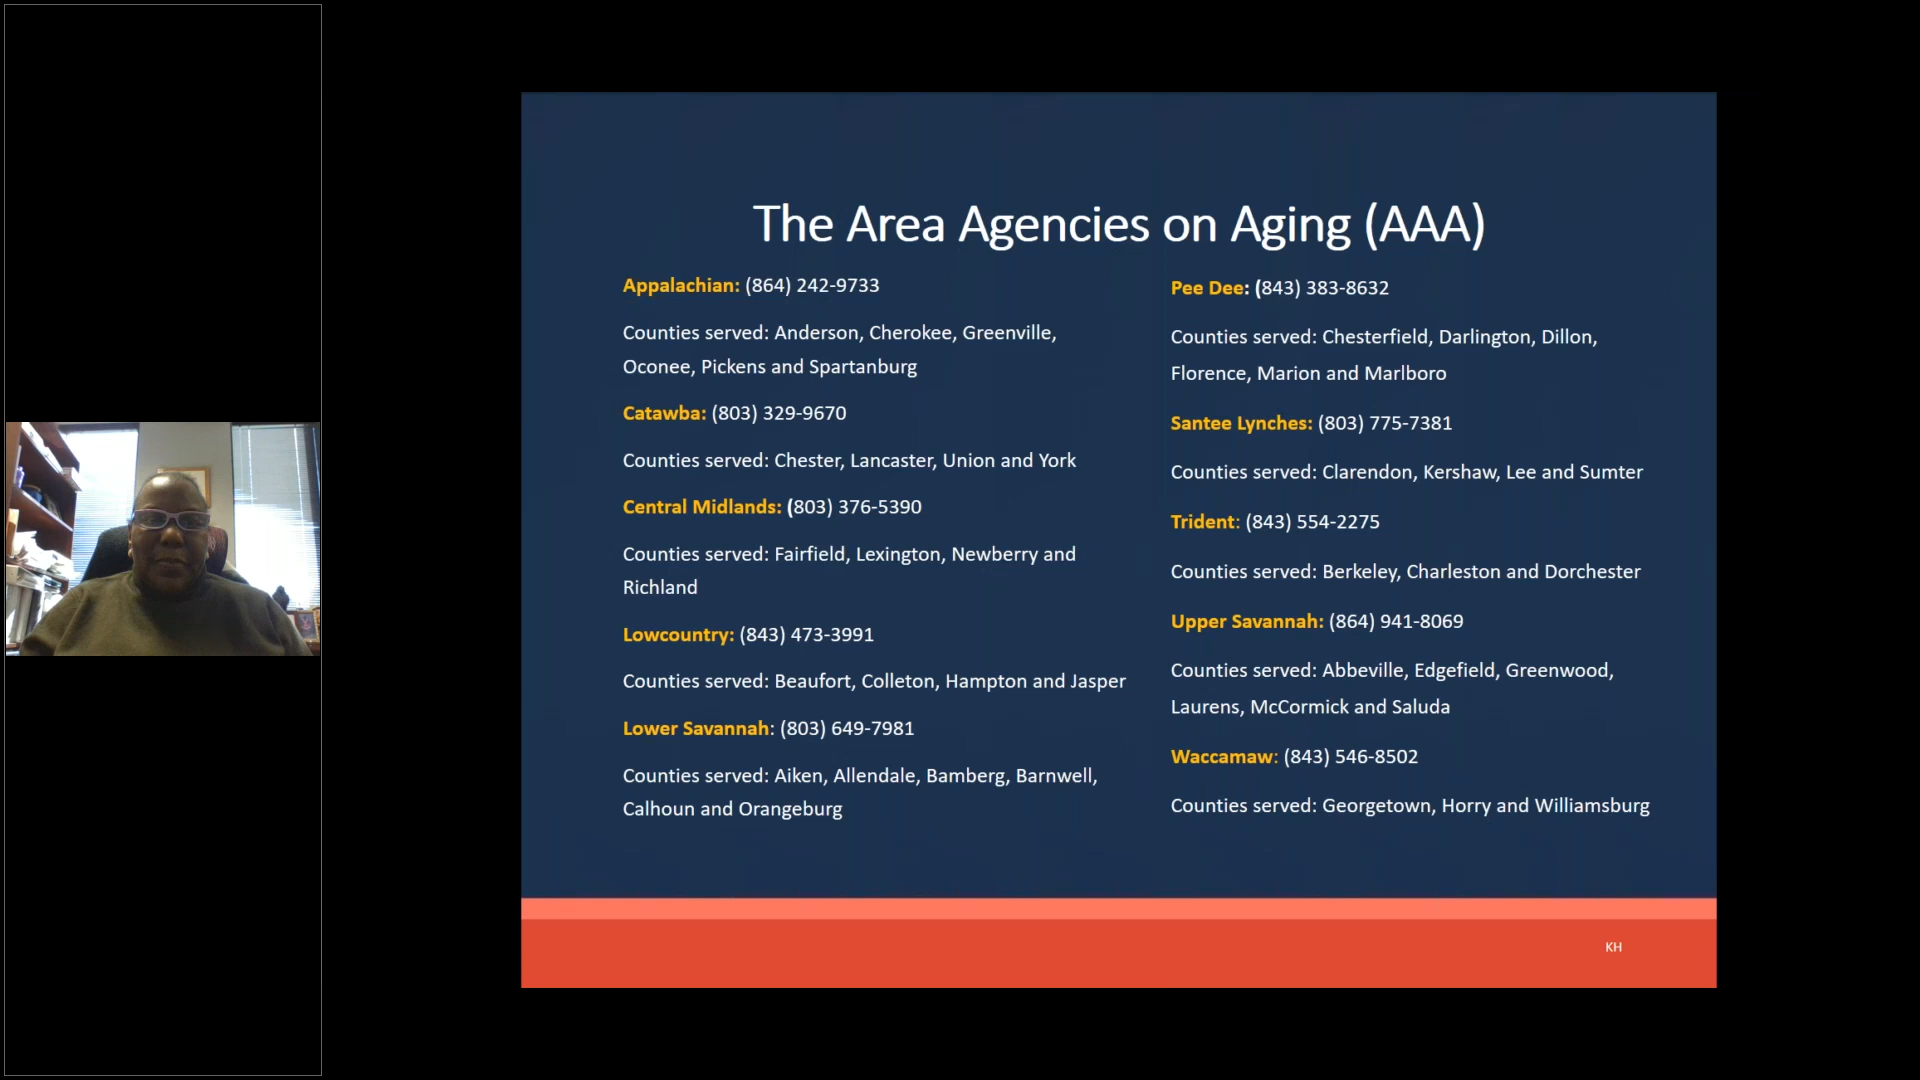 The Area Agencies on Aging (AAA)
Appalachian: (864) 242-9733
Counties served: Anderson, Cherokee, Greenville,
Oconee, Pickens and Spartanburg
Catawba: (803) 329-9670
Counties served: Chester, Lancaster, Union and York
Central Midlands: (803) 376-5390
Counties served: Fairfield, Lexington, Newberry and
Richland
Lowcountry: (843) 473-3991
Counties served: Beaufort, Colleton, Hampton and Jasper
Lower Savannah: (803) 649-7981
Counties served: Aiken, Allendale, Bamberg, Barnwell,
Calhoun and Orangeburg
Pee Dee: (843) 383-8632
Counties served: Chesterfield, Darlington, Dillon,
Florence, Marion and Marlboro
Santee Lynches: (803) 775-7381
Counties served: Clarendon, Kershaw, Lee and Sumter
Trident: (843) 554-2275
Counties served: Berkeley, Charleston and Dorchester
Upper Savannah: (864) 941-8069
Counties served: Abbeville, Edgefield, Greenwood,
Laurens, McCormick and Saluda
Waccamaw: (843) 546-8502
Counties served: Georgetown, Horry and Williamsburg
KH